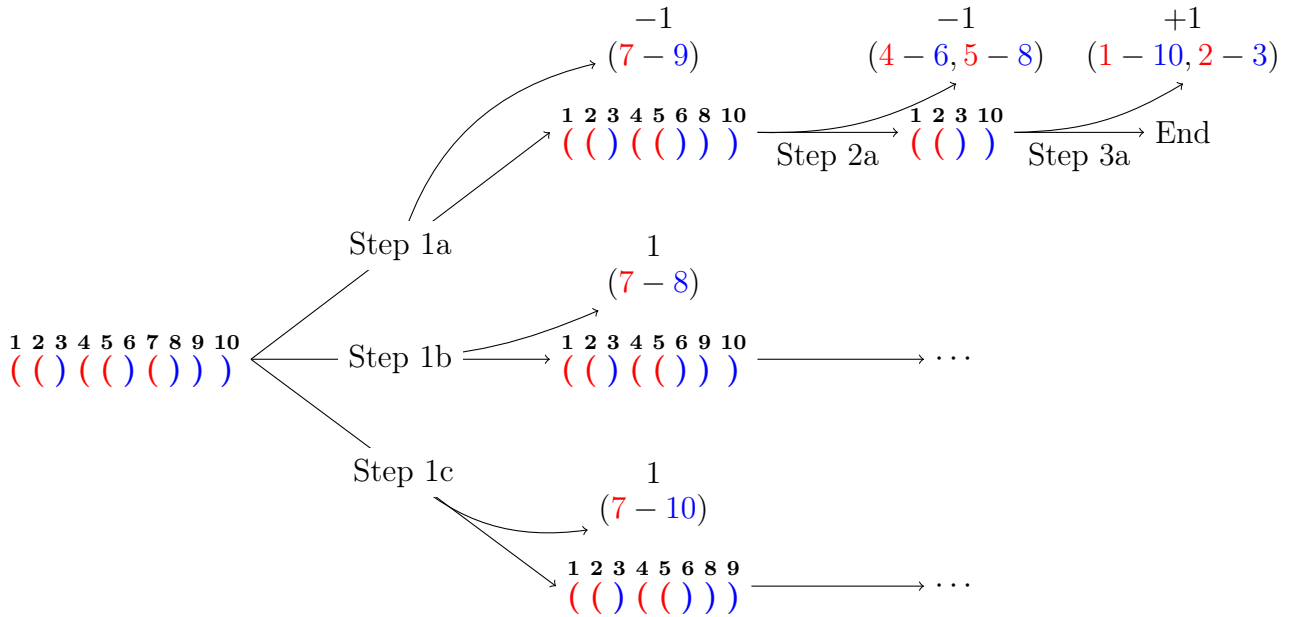 −1
(7 − 9)
−1
(4 − 6, 5 − 8)
+1
(1 − 10, 2 − 3)
1 2 3 4 5 6 8 10
( ( ) ( ( ) ) )
Step 2a
1 2 3 10
( ( ) )
Step 3a
End
Step 1a
1
(7 − 8)
1 2 3 4 5 6 7 8 9 10
( ( ) ( ( ) ( ) ) )
Step 1b
1 2 3 4 5 6 9 10
( ( ) ( ( ) ) )
⋯
Step 1c
1
(7 − 10)
1 2 3 4 5 6 8 9
( ( ) ( ( ) ) )
⋯